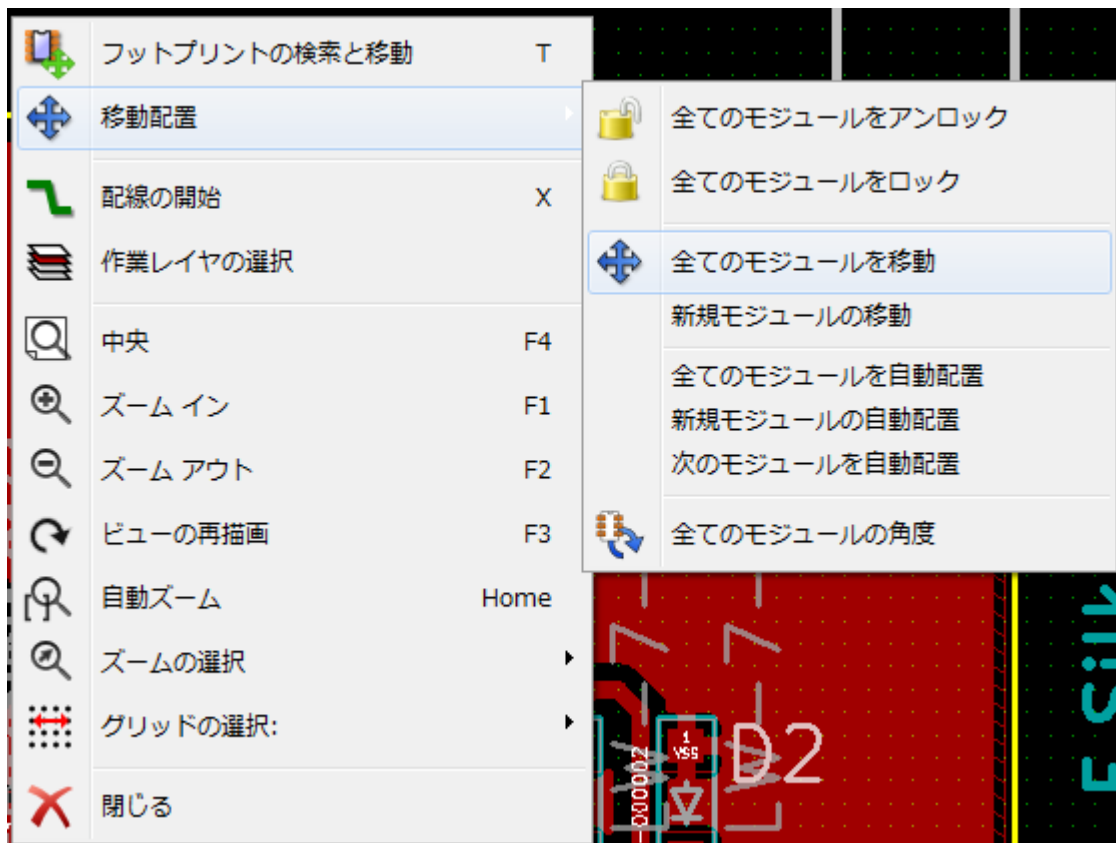 フットプリントの検索と移動 T
移動配置
配線の開始 X
作業レイヤの選択
中央 F4
ズーム イン F1
ズーム アウト F2
ビューの再描画 F3
自動ズーム Home
ズームの選択
グリッドの選択:
閉じる
全てのモジュールをアンロック
全てのモジュールをロック
全てのモジュールを移動
新規モジュールの移動
全てのモジュールを自動配置
新規モジュールの自動配置
次のモジュールを自動配置
全てのモジュールの角度
1
VSS
D2
-000002
F Silk